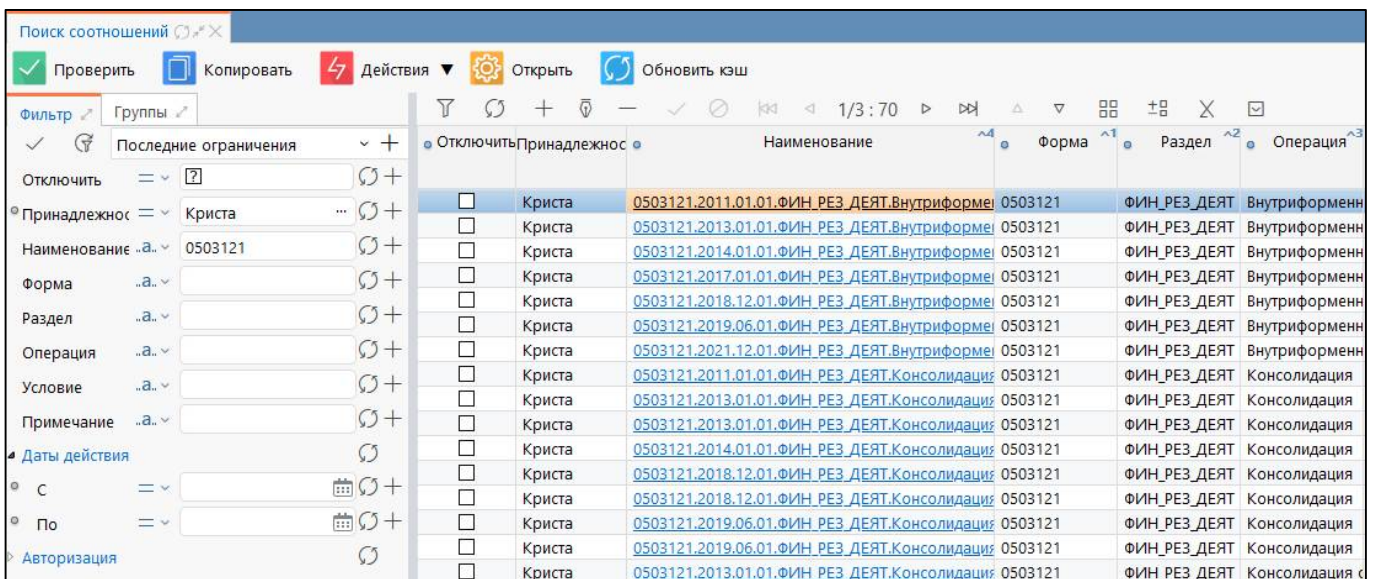 Поиск соотношений
Проверить Копировать Действия Открыть Обновить кэш
Фильтр Группы 1/3 : 70
Последние ограничения
Отключить Принадлежнос Наименование ^4 Форма ^1 Раздел ^2 Операция ^3
Отключить = ?
Принадлежнос = Криста ...
Наименование ..a.. 0503121
Форма ..a..
Раздел ..a..
Операция ..a..
Условие ..a..
Примечание ..a..
Даты действия
С =
По =
Авторизация
Криста 0503121.2011.01.01.ФИН_РЕЗ_ДЕЯТ.Внутриформе 0503121 ФИН_РЕЗ_ДЕЯТ Внутриформенн
Криста 0503121.2013.01.01.ФИН_РЕЗ_ДЕЯТ.Внутриформе 0503121 ФИН_РЕЗ_ДЕЯТ Внутриформенн
Криста 0503121.2014.01.01.ФИН_РЕЗ_ДЕЯТ.Внутриформе 0503121 ФИН_РЕЗ_ДЕЯТ Внутриформенн
Криста 0503121.2017.01.01.ФИН_РЕЗ_ДЕЯТ.Внутриформе 0503121 ФИН_РЕЗ_ДЕЯТ Внутриформенн
Криста 0503121.2018.12.01.ФИН_РЕЗ_ДЕЯТ.Внутриформе 0503121 ФИН_РЕЗ_ДЕЯТ Внутриформенн
Криста 0503121.2019.06.01.ФИН_РЕЗ_ДЕЯТ.Внутриформе 0503121 ФИН_РЕЗ_ДЕЯТ Внутриформенн
Криста 0503121.2021.12.01.ФИН_РЕЗ_ДЕЯТ.Внутриформе 0503121 ФИН_РЕЗ_ДЕЯТ Внутриформенн
Криста 0503121.2011.01.01.ФИН_РЕЗ_ДЕЯТ.Консолидация 0503121 ФИН_РЕЗ_ДЕЯТ Консолидация
Криста 0503121.2013.01.01.ФИН_РЕЗ_ДЕЯТ.Консолидация 0503121 ФИН_РЕЗ_ДЕЯТ Консолидация
Криста 0503121.2013.01.01.ФИН_РЕЗ_ДЕЯТ.Консолидация 0503121 ФИН_РЕЗ_ДЕЯТ Консолидация
Криста 0503121.2014.01.01.ФИН_РЕЗ_ДЕЯТ.Консолидация 0503121 ФИН_РЕЗ_ДЕЯТ Консолидация
Криста 0503121.2018.12.01.ФИН_РЕЗ_ДЕЯТ.Консолидация 0503121 ФИН_РЕЗ_ДЕЯТ Консолидация
Криста 0503121.2018.12.01.ФИН_РЕЗ_ДЕЯТ.Консолидация 0503121 ФИН_РЕЗ_ДЕЯТ Консолидация
Криста 0503121.2019.06.01.ФИН_РЕЗ_ДЕЯТ.Консолидация 0503121 ФИН_РЕЗ_ДЕЯТ Консолидация
Криста 0503121.2019.06.01.ФИН_РЕЗ_ДЕЯТ.Консолидация 0503121 ФИН_РЕЗ_ДЕЯТ Консолидация
Криста 0503121.2013.01.01.ФИН_РЕЗ_ДЕЯТ.Консолидация 0503121 ФИН_РЕЗ_ДЕЯТ Консолидация с